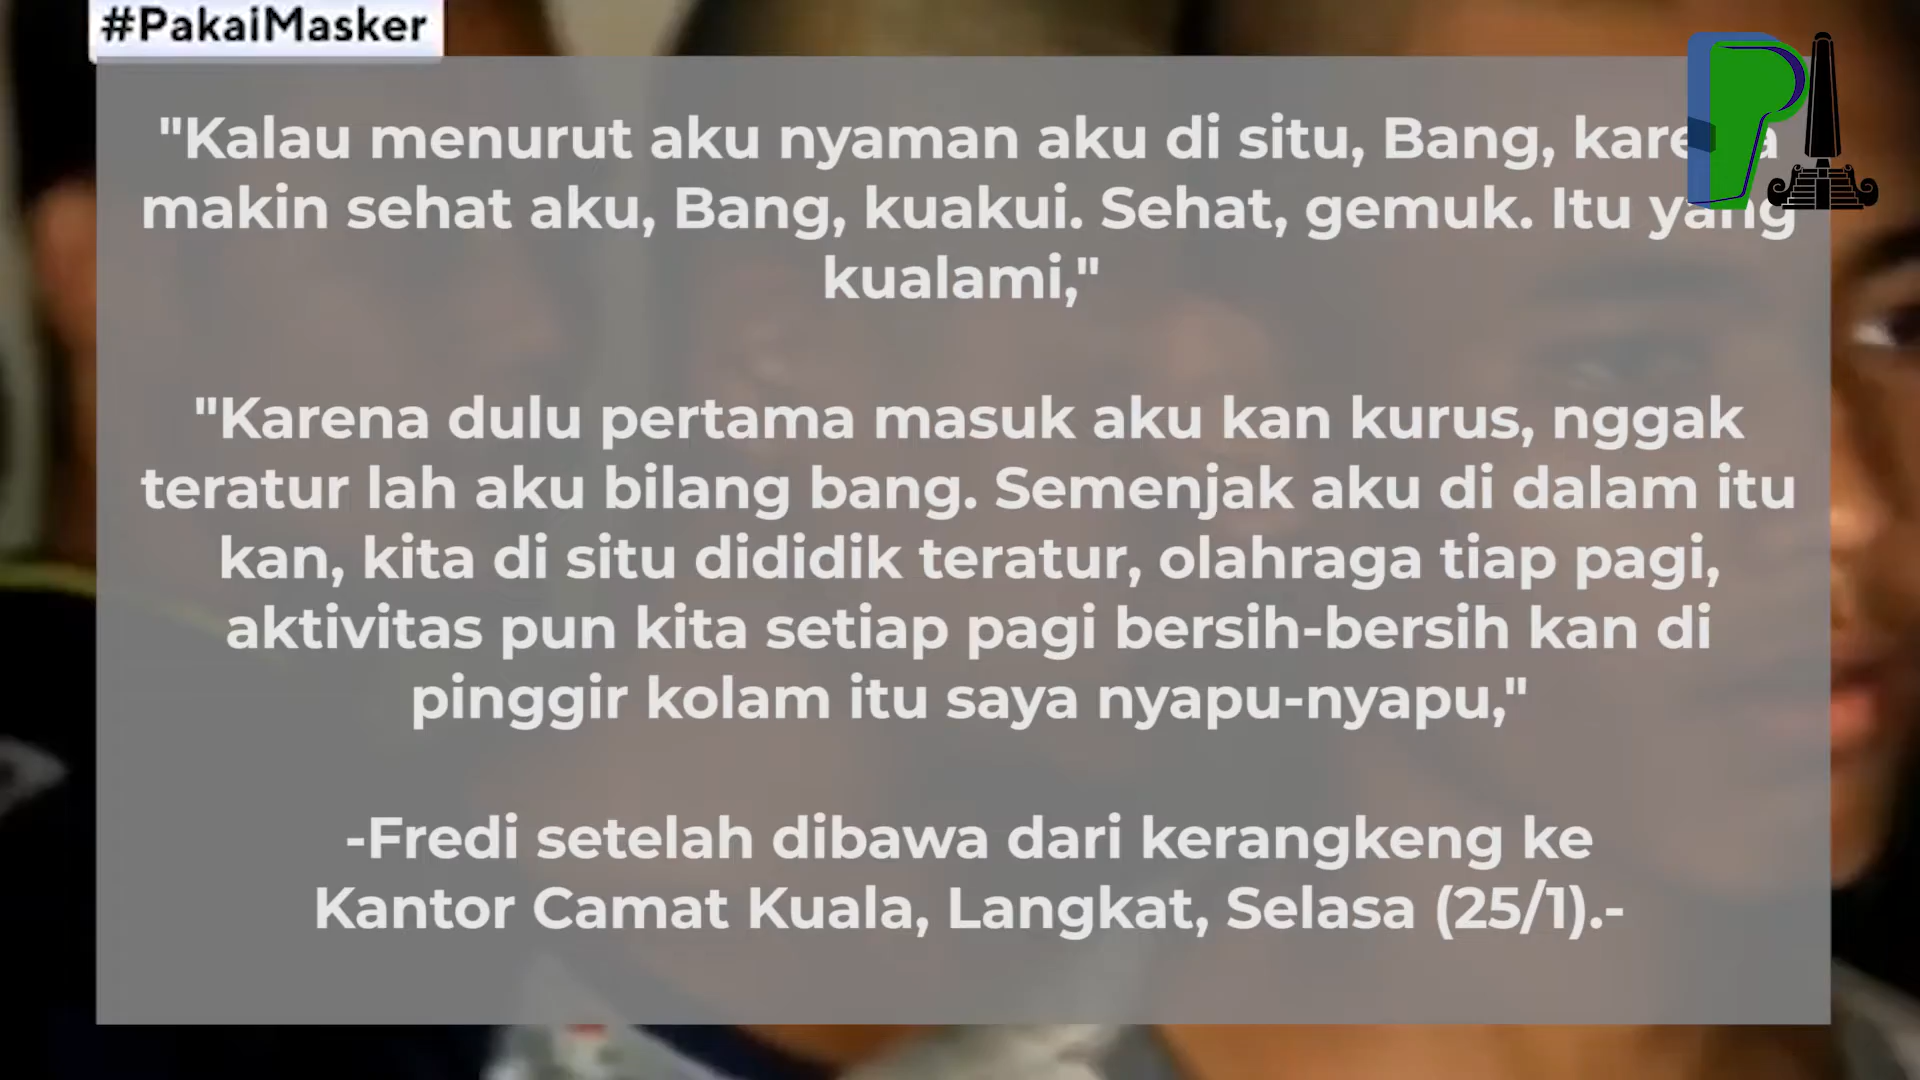 #PakaiMasker
"Kalau menurut aku nyaman aku di situ, Bang, karena
makin sehat aku, Bang, kuakui. Sehat, gemuk. Itu yang
kualami,"
"Karena dulu pertama masuk aku kan kurus, nggak
teratur lah aku bilang bang. Semenjak aku di dalam itu
kan, kita di situ dididik teratur, olahraga tiap pagi,
aktivitas pun kita setiap pagi bersih-bersih kan di
pinggir kolam itu saya nyapu-nyapu,"
-Fredi setelah dibawa dari kerangkeng ke
Kantor Camat Kuala, Langkat, Selasa (25/1).-